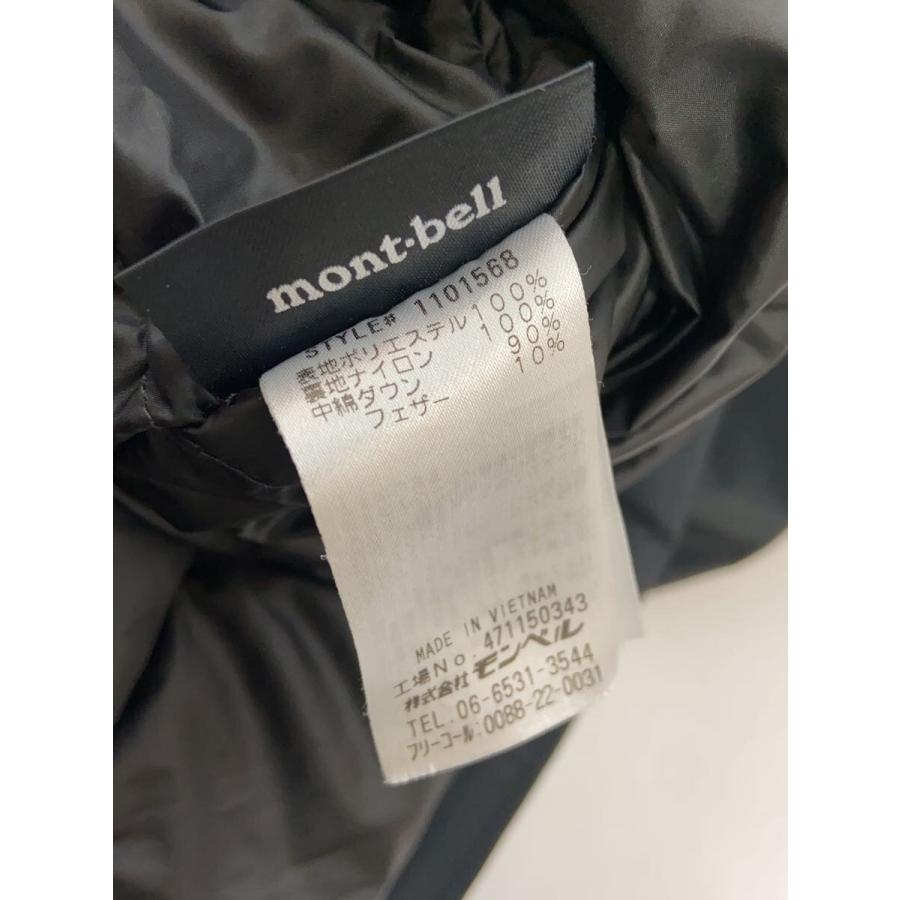 mont·bell
STYLE# 1101568
表地ポリエステル 100%
裏地ナイロン 100%
中綿ダウン 90%
フェザー 10%
MADE IN VIETNAM
工場No. 471150343
株式会社 モンベル
TEL. 06-6531-3544
フリーコール: 0088-22-0031